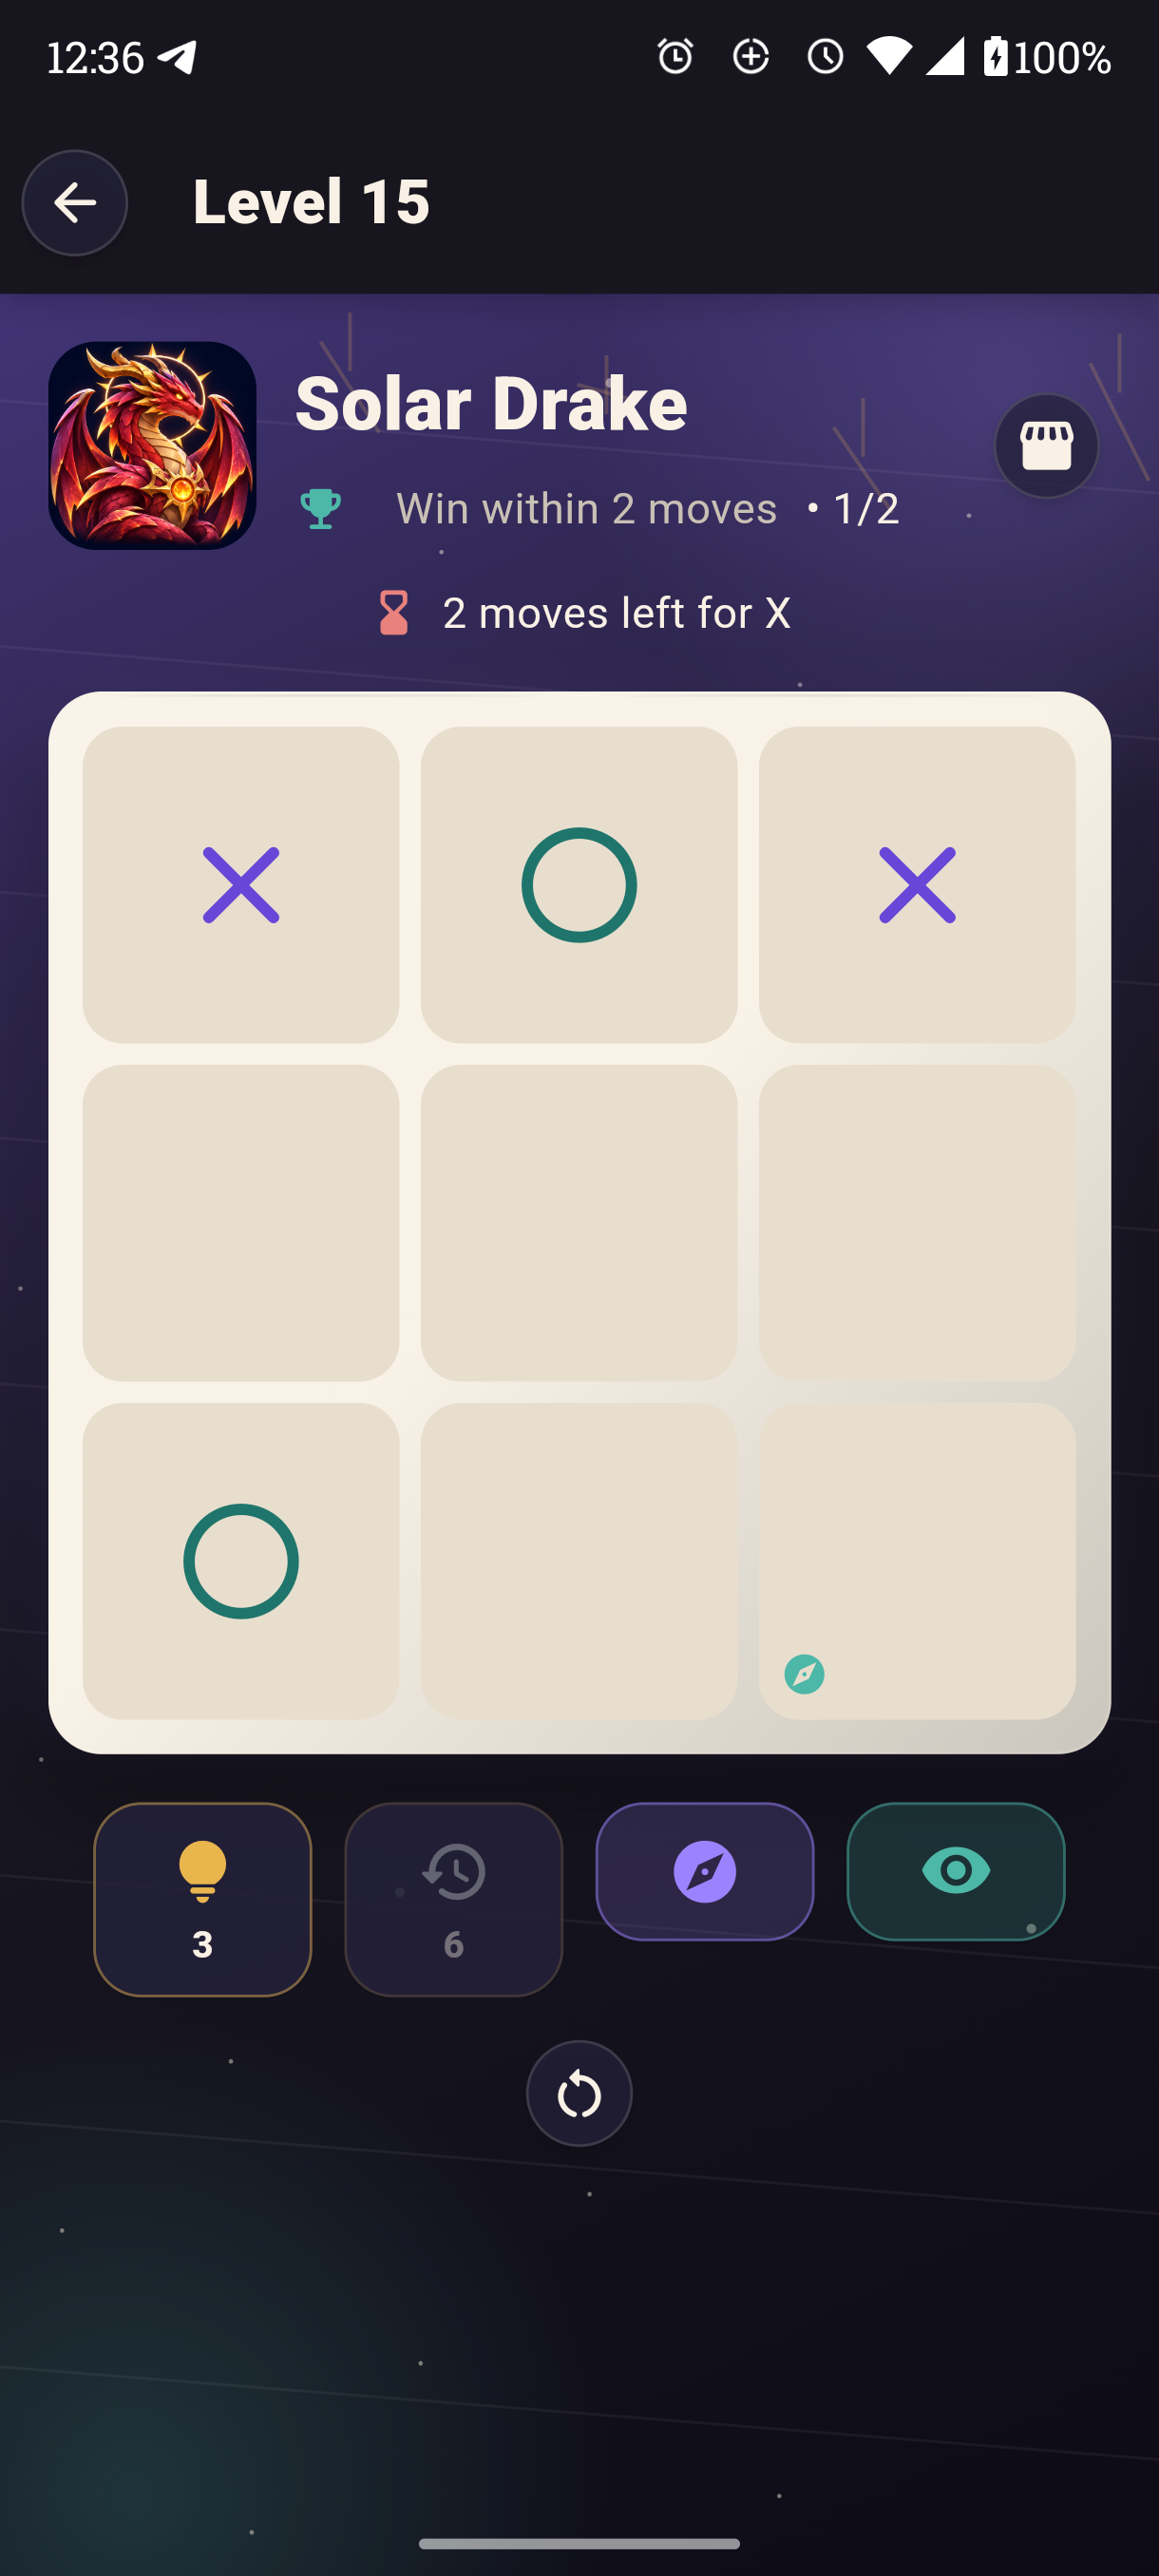 12:36 100%
Level 15
Solar Drake
Win within 2 moves • 1/2
2 moves left for X
3 6